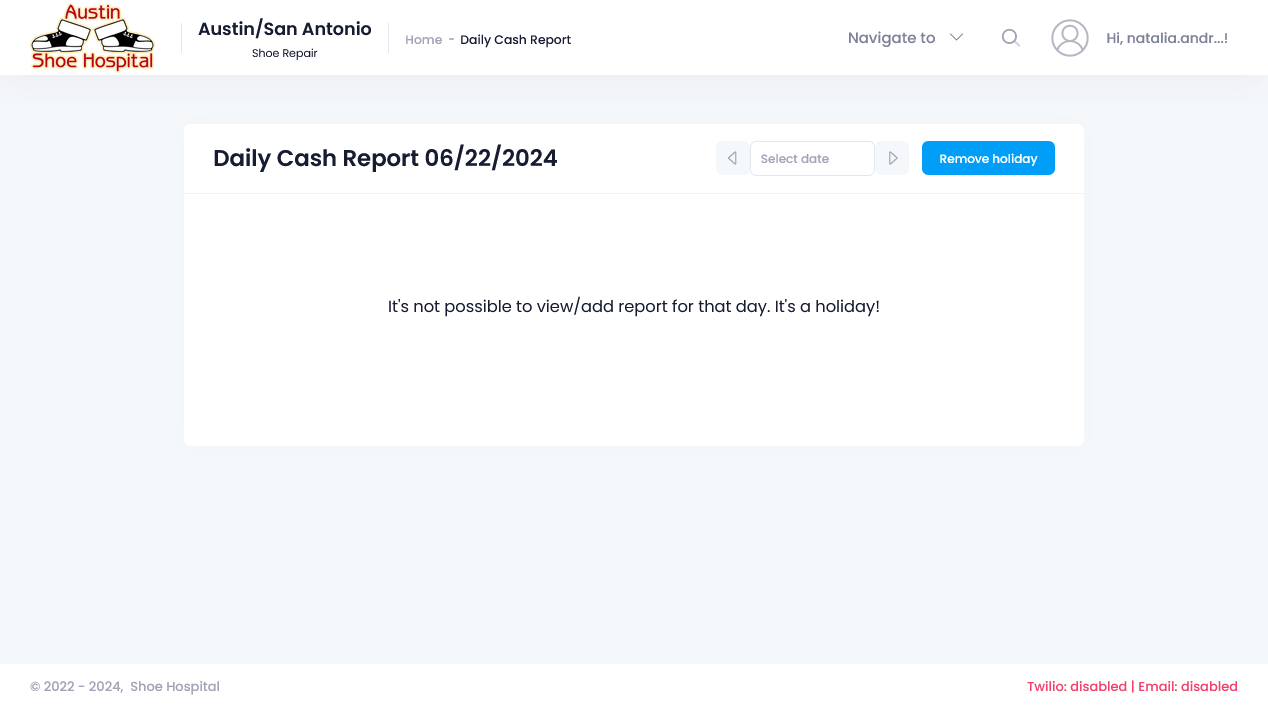 Austin
Shoe Hospital
Austin/San Antonio
Shoe Repair
Home - Daily Cash Report
Navigate to
Hi, natalia.andr...!
Daily Cash Report 06/22/2024
Select date
Remove holiday
It's not possible to view/add report for that day. It's a holiday!
© 2022 - 2024, Shoe Hospital
Twilio: disabled | Email: disabled